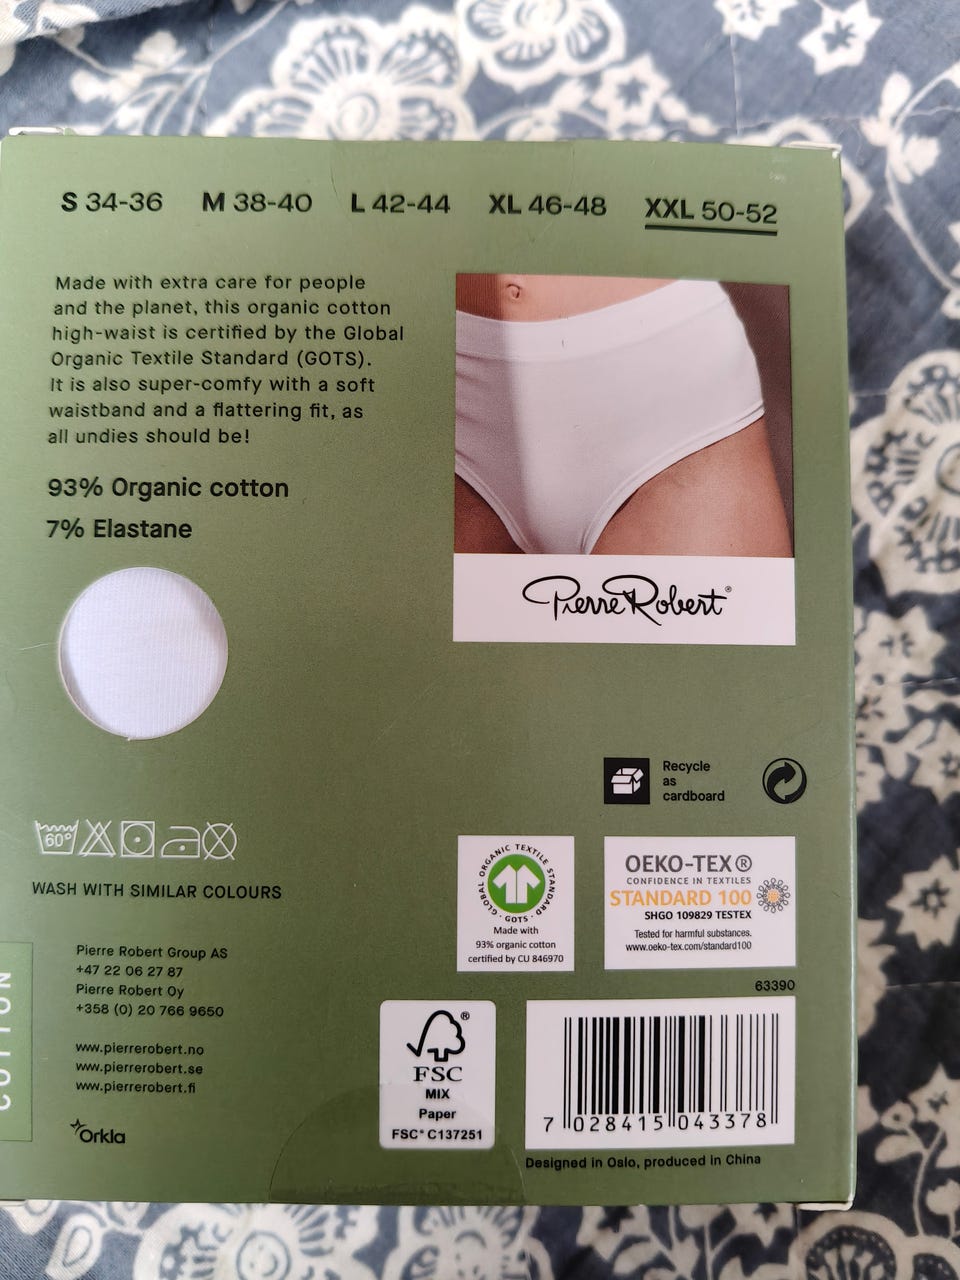 S 34-36 M 38-40 L 42-44 XL 46-48 XXL 50-52
Made with extra care for people
and the planet, this organic cotton
high-waist is certified by the Global
Organic Textile Standard (GOTS).
It is also super-comfy with a soft
waistband and a flattering fit, as
all undies should be!
93% Organic cotton
7% Elastane
Pierre Robert®
Recycle
as
cardboard
60°
WASH WITH SIMILAR COLOURS
GLOBAL ORGANIC TEXTILE STANDARD
· GOTS ·
Made with
93% organic cotton
certified by CU 846970
OEKO-TEX®
CONFIDENCE IN TEXTILES
STANDARD 100
SHGO 109829 TESTEX
Tested for harmful substances.
www.oeko-tex.com/standard100
COTTON
Pierre Robert Group AS
+47 22 06 27 87
Pierre Robert Oy
+358 (0) 20 766 9650
www.pierrerobert.no
www.pierrerobert.se
www.pierrerobert.fi
Orkla
®
FSC
MIX
Paper
FSC® C137251
63390
7 028415 043378
Designed in Oslo, produced in China